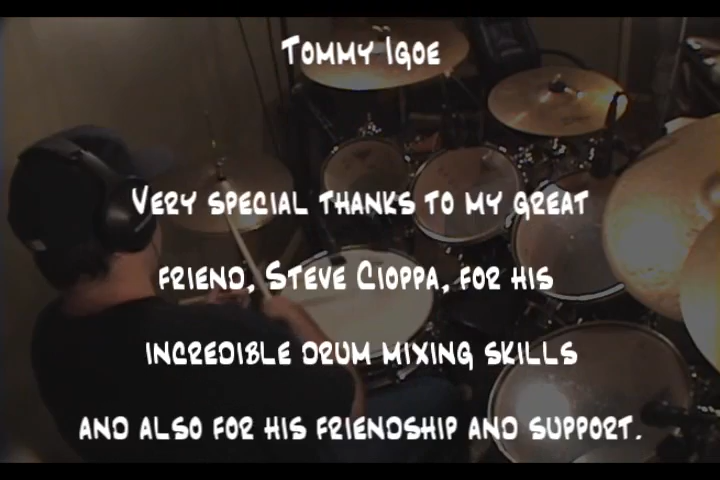 Tommy Igoe
Very special thanks to my great
friend, Steve Cioppa, for his
incredible drum mixing skills
and also for his friendship and support.